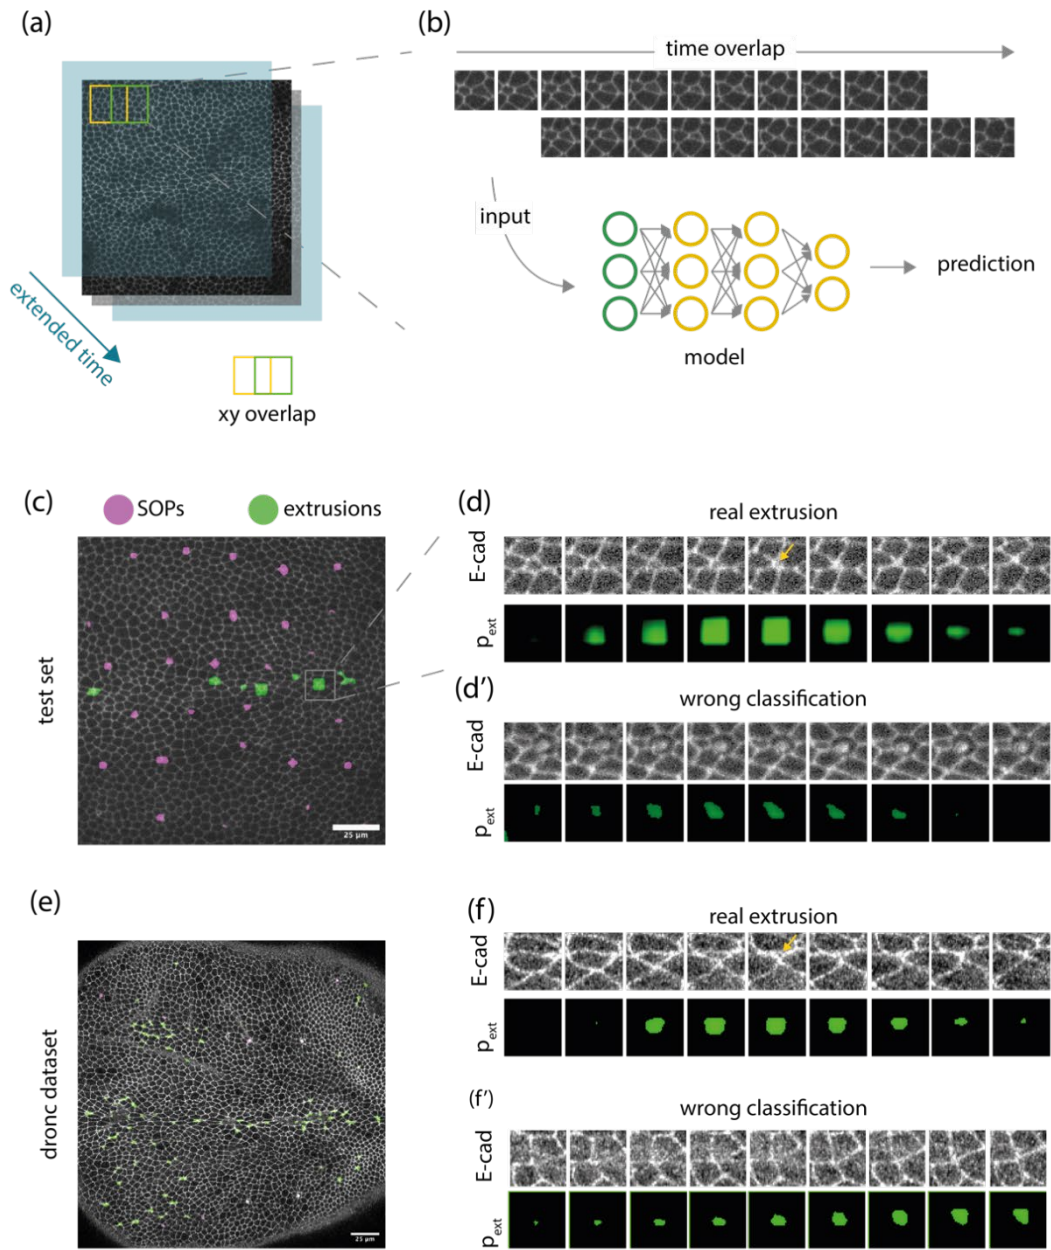 (a)
extended time
xy overlap
(b)
time overlap
input
model
prediction
(c)
SOPs
extrusions
test set
25 µm
(d)
real extrusion
E-cad
pext
(d')
wrong classification
E-cad
pext
(e)
dronc dataset
25 µm
(f)
real extrusion
E-cad
pext
(f')
wrong classification
E-cad
pext